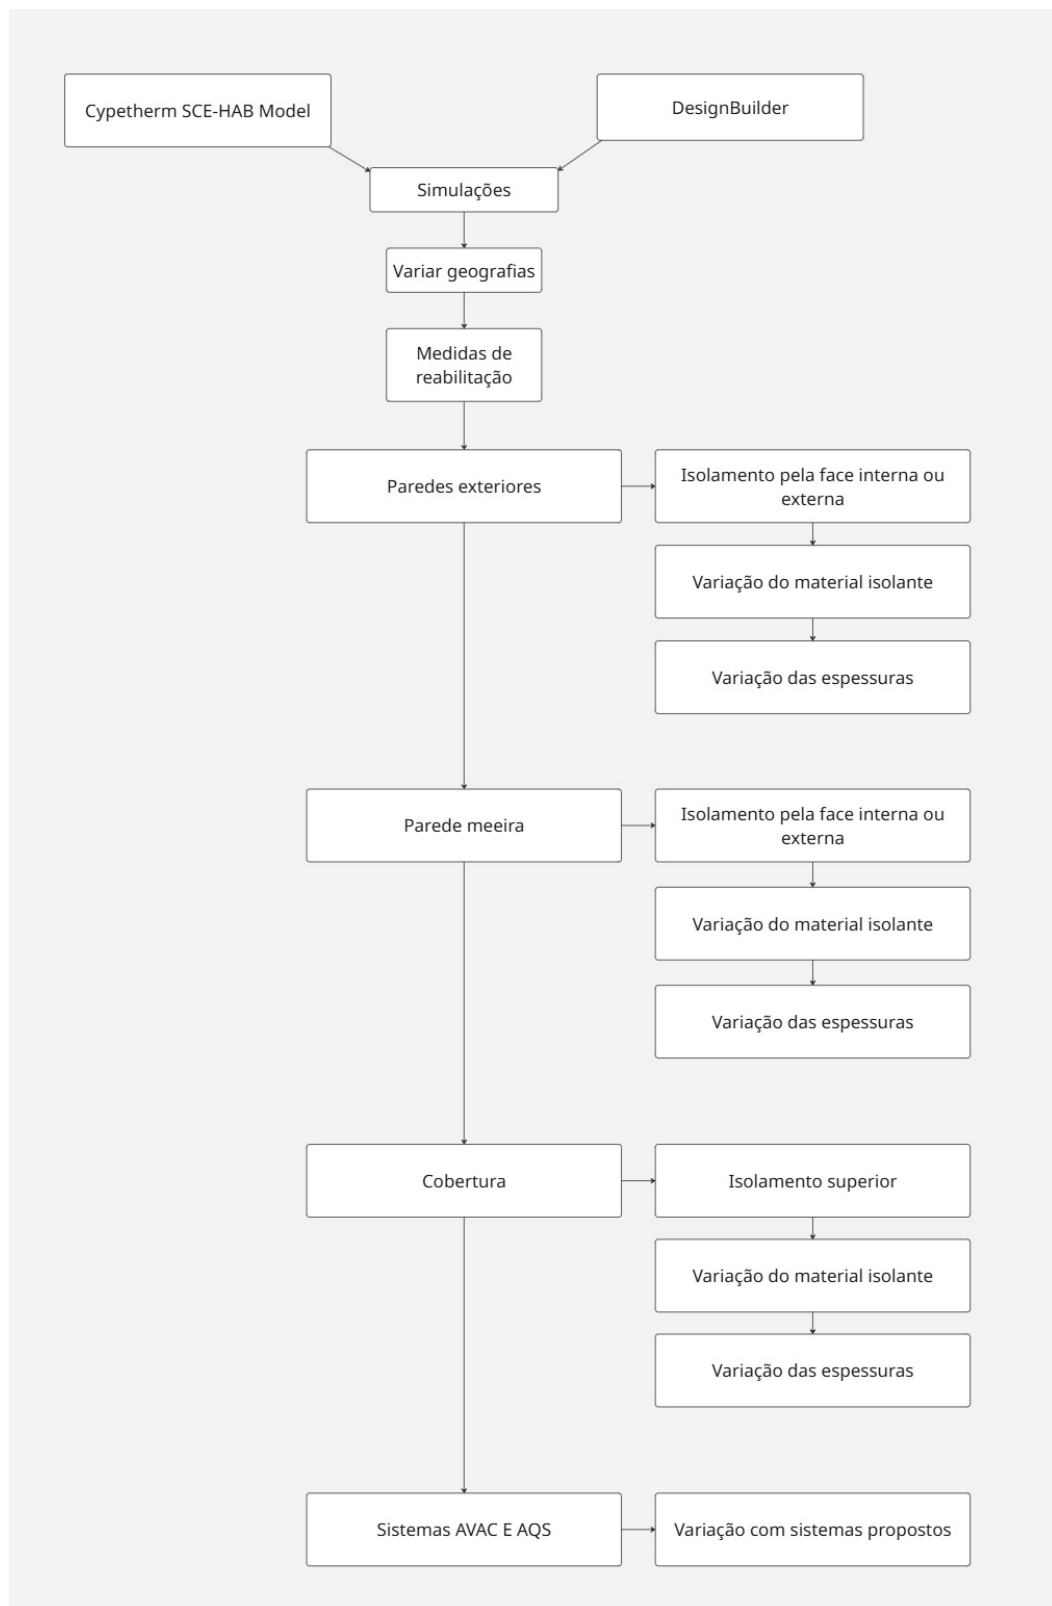 Cypetherm SCE-HAB Model
DesignBuilder
Simulações
Variar geografias
Medidas de
reabilitação
Paredes exteriores
Isolamento pela face interna ou
externa
Variação do material isolante
Variação das espessuras
Parede meeira
Isolamento pela face interna ou
externa
Variação do material isolante
Variação das espessuras
Cobertura
Isolamento superior
Variação do material isolante
Variação das espessuras
Sistemas AVAC E AQS
Variação com sistemas propostos